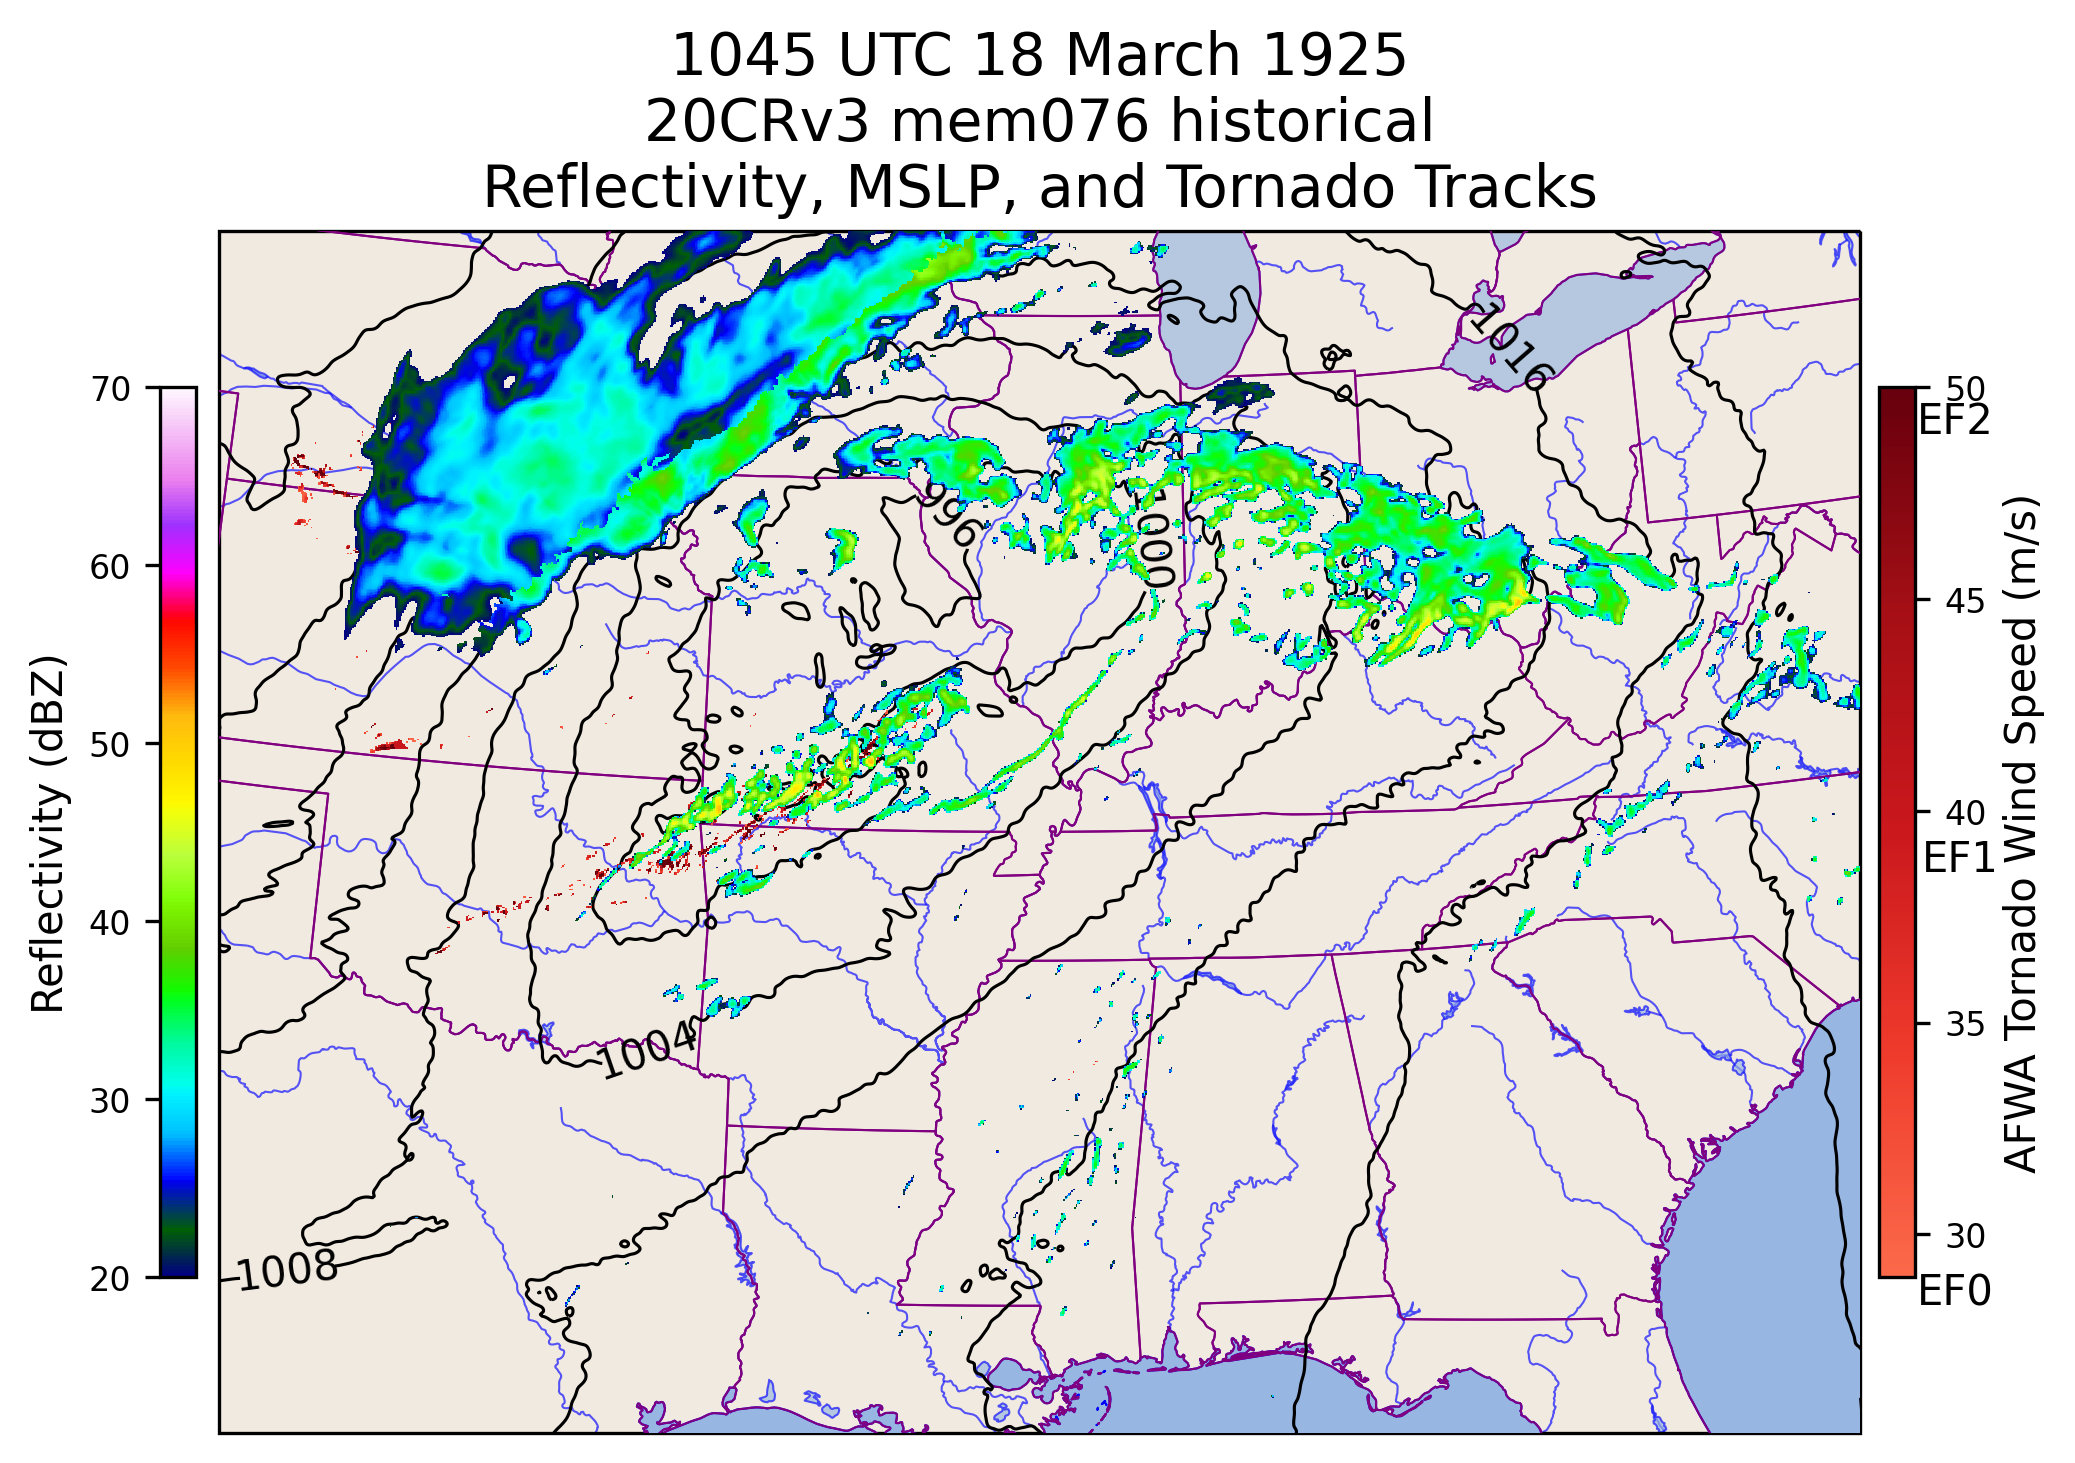 1045 UTC 18 March 1925
20CRv3 mem076 historical
Reflectivity, MSLP, and Tornado Tracks
Reflectivity (dBZ)
70
60
50
40
30
20
1016
996
1000
1004
1008
50
EF2
45
40
EF1
35
30
EF0
AFWA Tornado Wind Speed (m/s)